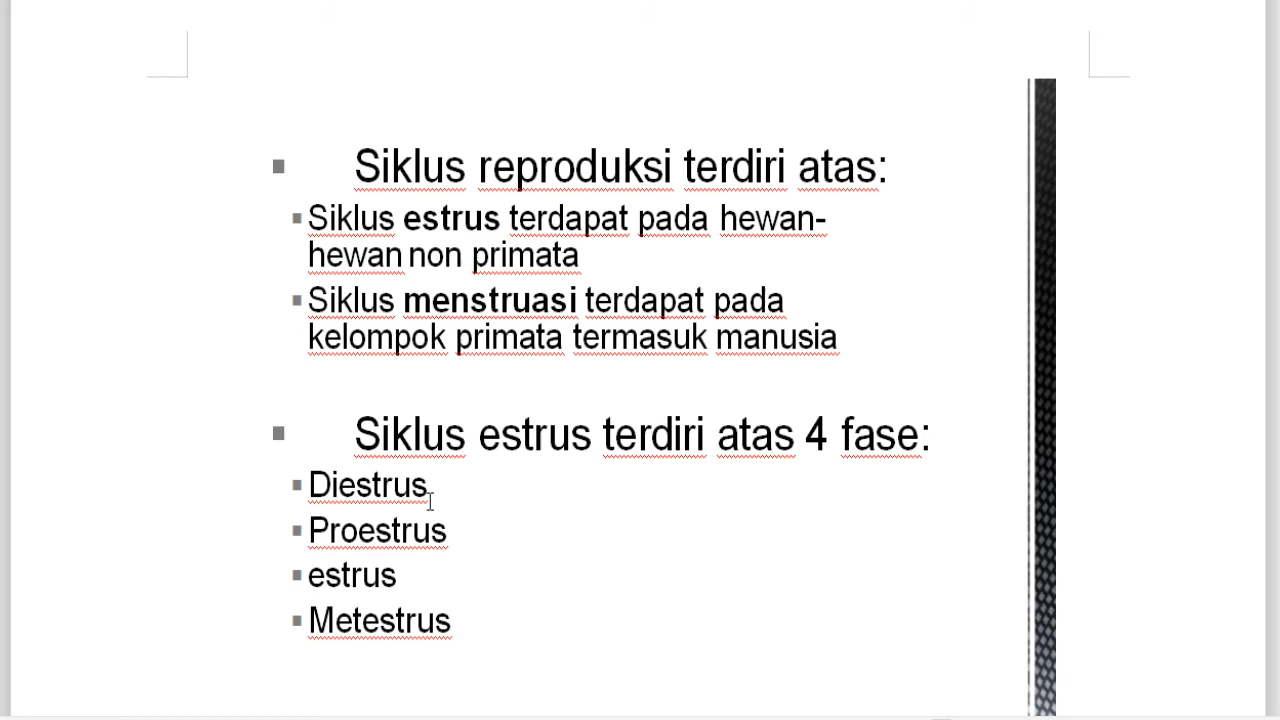 Siklus reproduksi terdiri atas:
Siklus estrus terdapat pada hewan-
hewan non primata
Siklus menstruasi terdapat pada
kelompok primata termasuk manusia
Siklus estrus terdiri atas 4 fase:
Diestrus
Proestrus
estrus
Metestrus